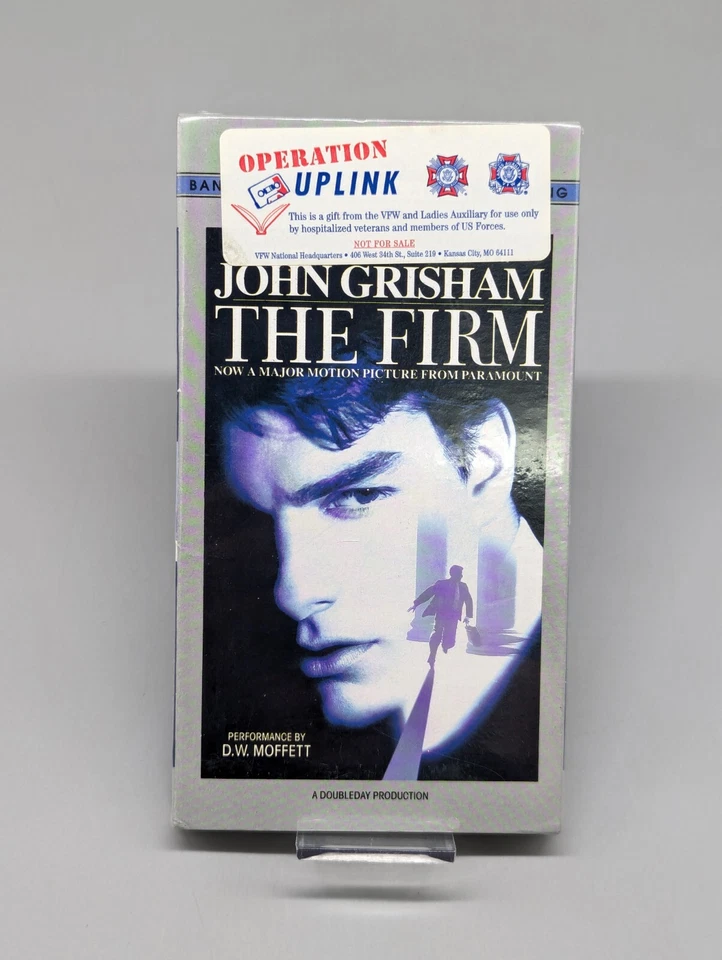 OPERATION
UPLINK
This is a gift from the VFW and Ladies Auxiliary for use only
by hospitalized veterans and members of US Forces.
NOT FOR SALE
VFW National Headquarters • 406 West 34th St., Suite 219 • Kansas City, MO 64111
BAN
NG
JOHN GRISHAM
THE FIRM
NOW A MAJOR MOTION PICTURE FROM PARAMOUNT
PERFORMANCE BY
D.W. MOFFETT
A DOUBLEDAY PRODUCTION